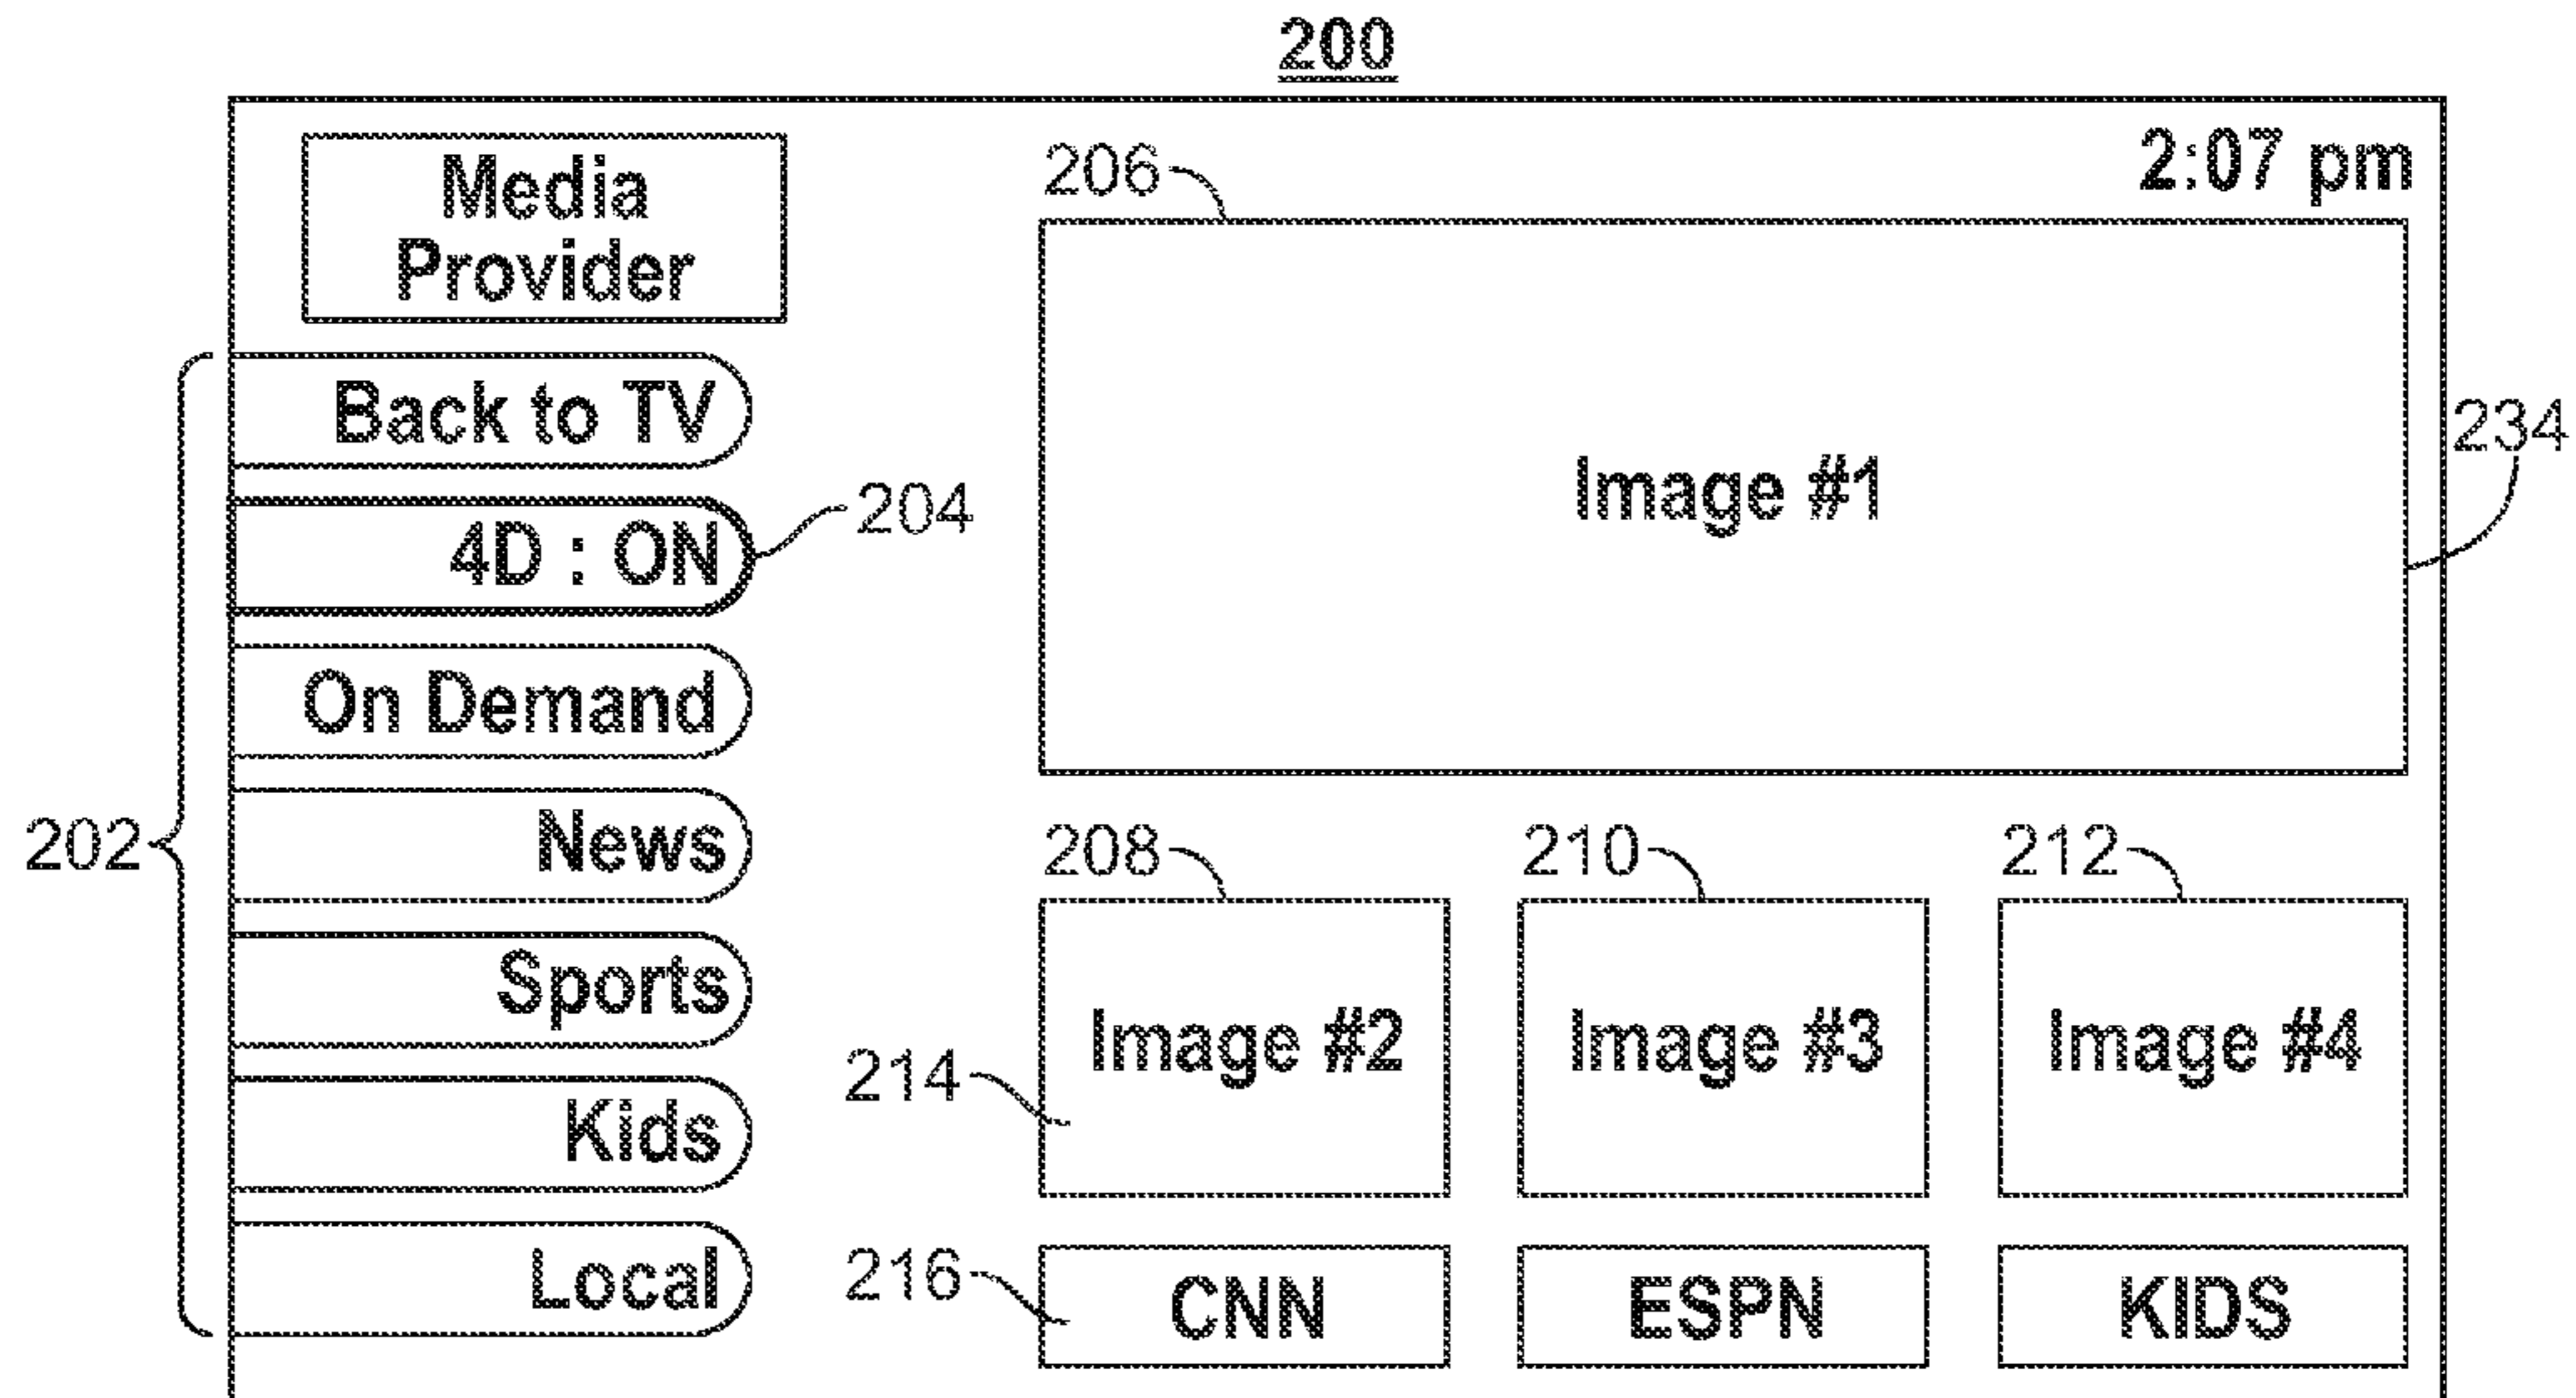 200
Media
Provider
2:07 pm
206
Back to TV
Image #1
234
4D : ON
204
On Demand
202
News
208
210
212
Sports
Image #2
Image #3
Image #4
214
Kids
Local
216
CNN
ESPN
KIDS